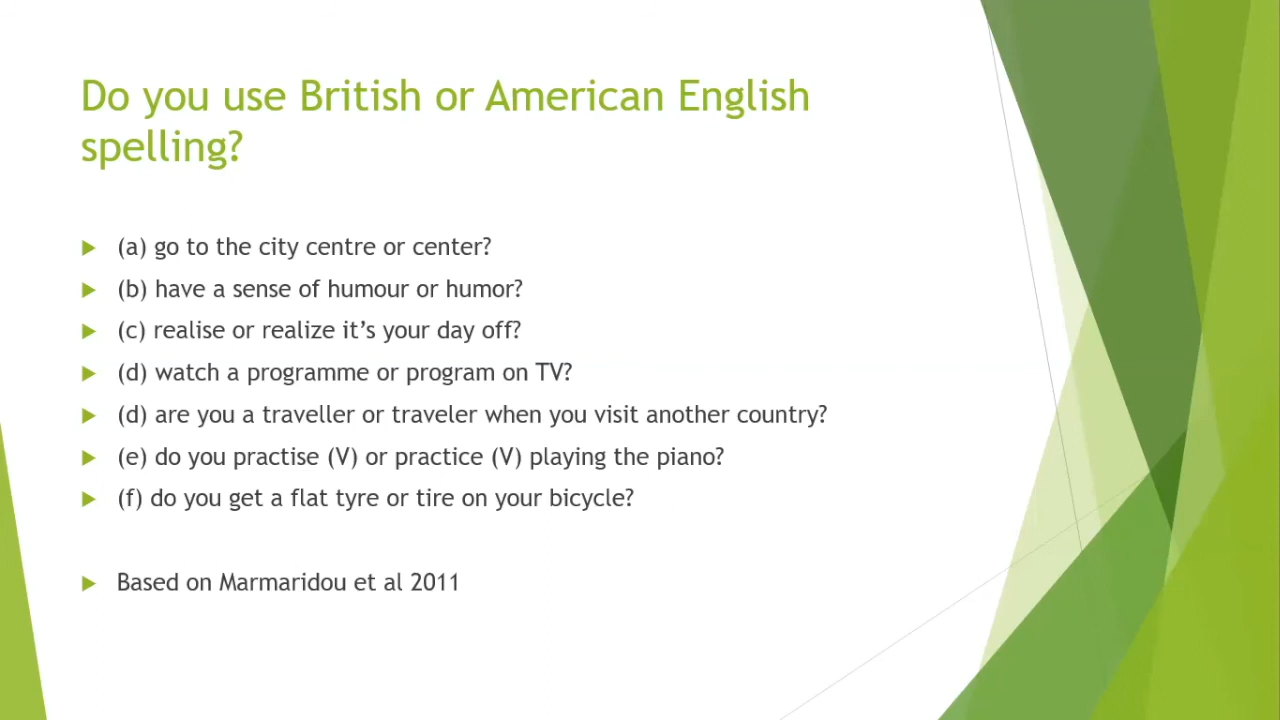 Do you use British or American English
spelling?
(a) go to the city centre or center?
(b) have a sense of humour or humor?
(c) realise or realize it’s your day off?
(d) watch a programme or program on TV?
(d) are you a traveller or traveler when you visit another country?
(e) do you practise (V) or practice (V) playing the piano?
(f) do you get a flat tyre or tire on your bicycle?
Based on Marmaridou et al 2011